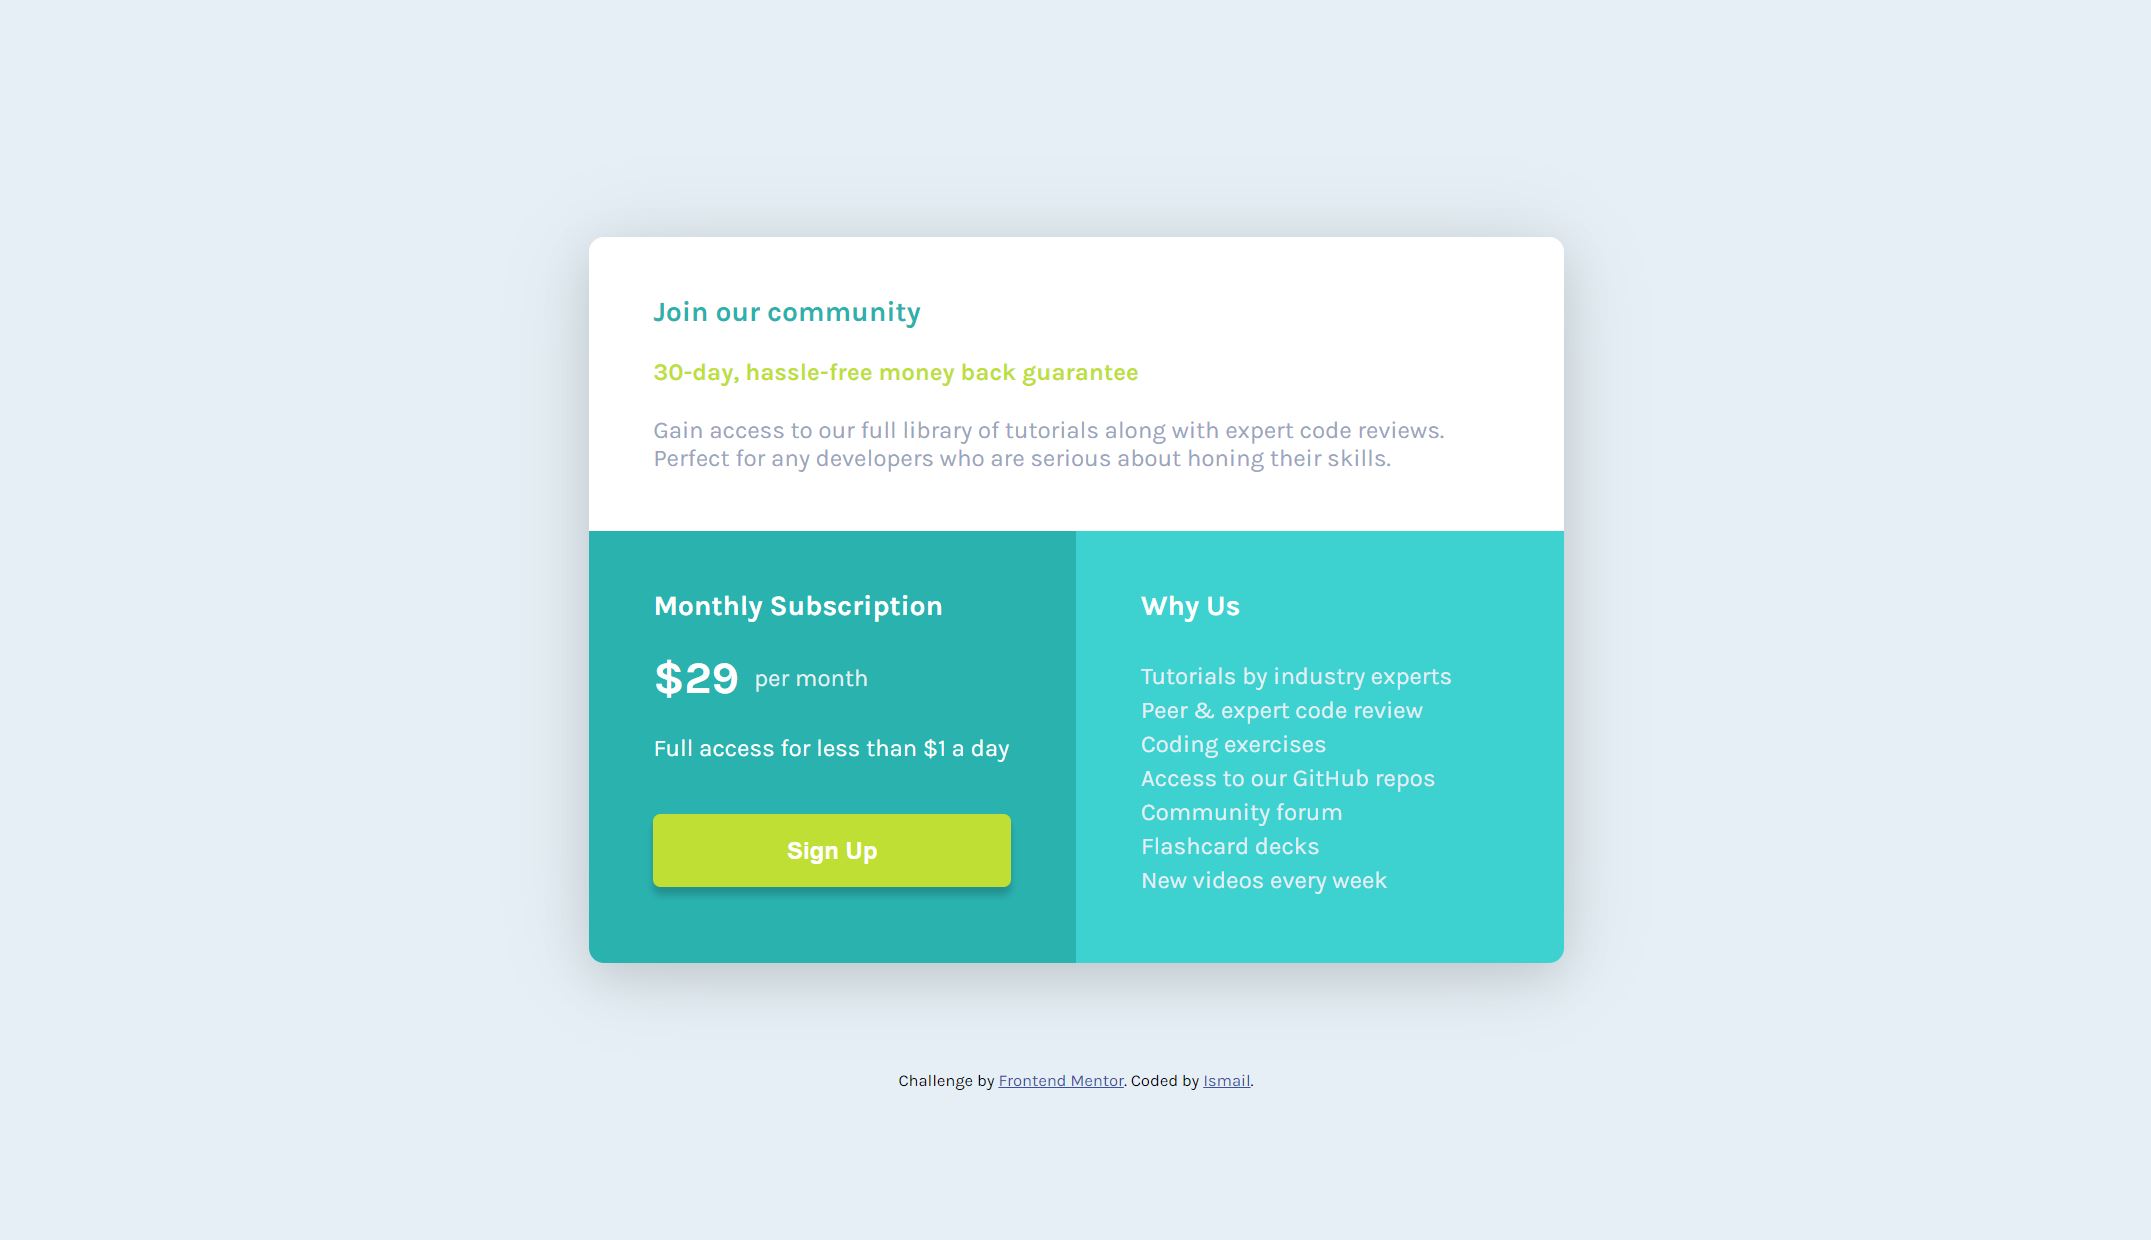 Join our community
30-day, hassle-free money back guarantee
Gain access to our full library of tutorials along with expert code reviews.
Perfect for any developers who are serious about honing their skills.
Monthly Subscription
$29 per month
Full access for less than $1 a day
Sign Up
Why Us
Tutorials by industry experts
Peer & expert code review
Coding exercises
Access to our GitHub repos
Community forum
Flashcard decks
New videos every week
Challenge by Frontend Mentor. Coded by Ismail.